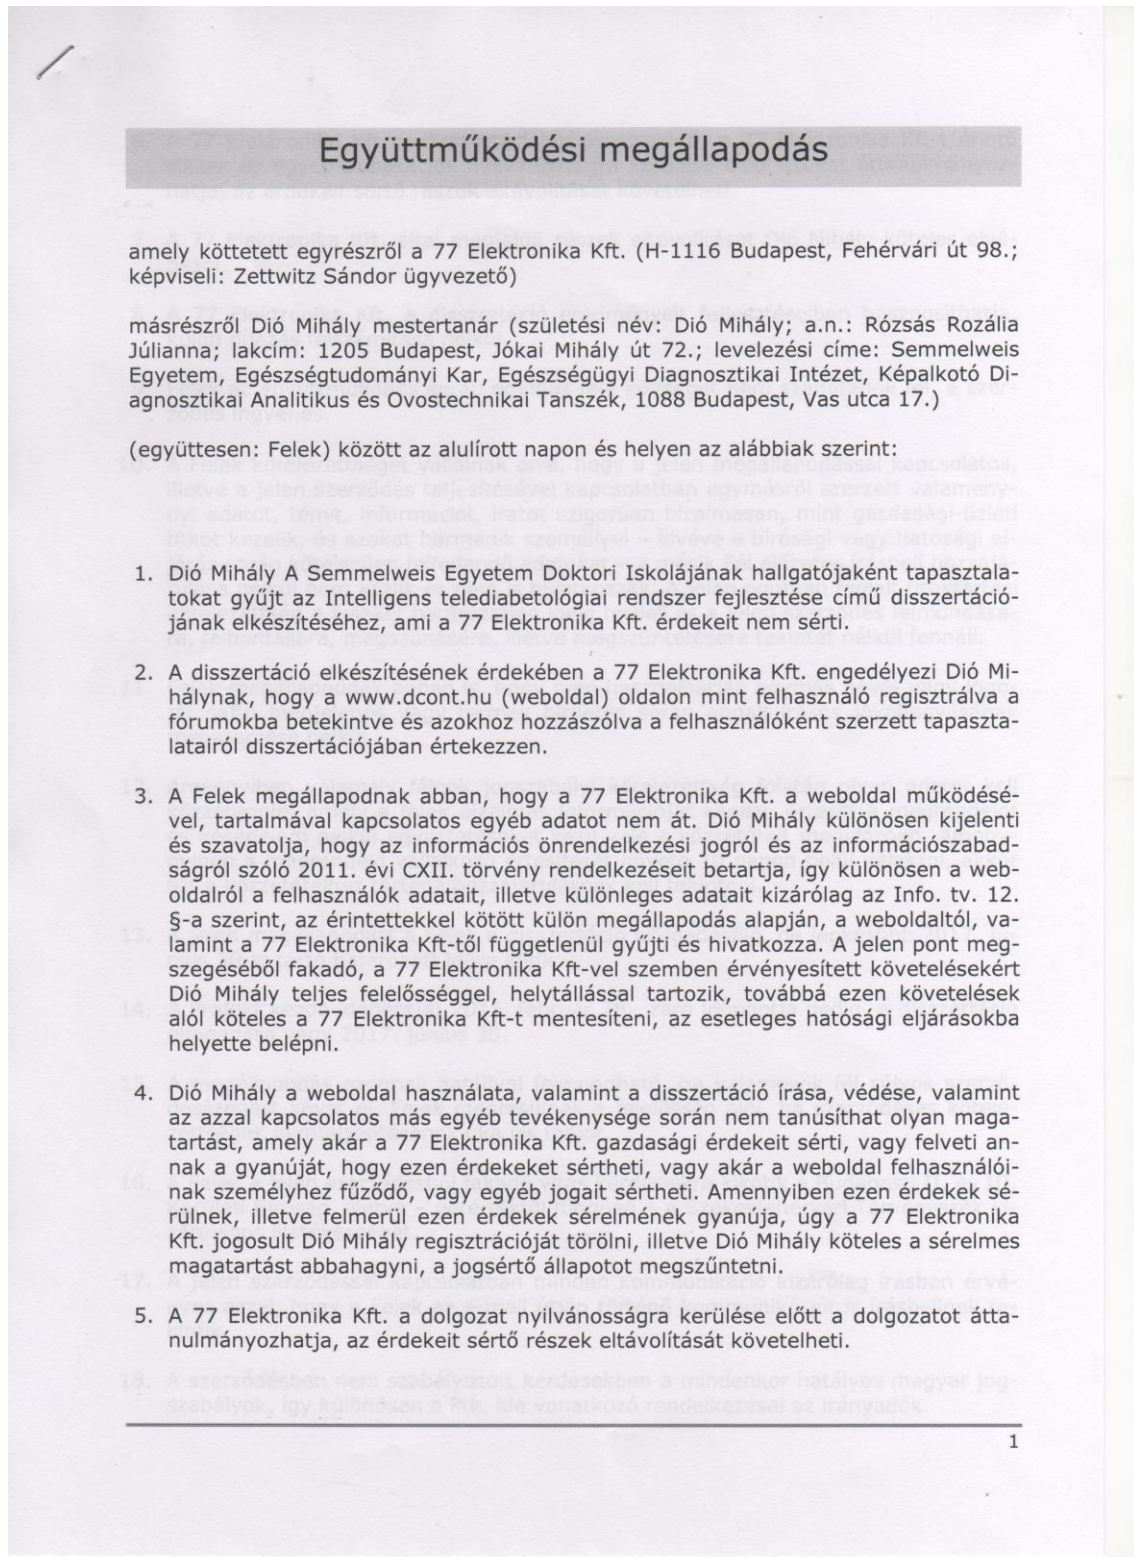 Együttműködési megállapodás
amely köttetett egyrészről a 77 Elektronika Kft. (H-1116 Budapest, Fehérvári út 98.;
képviseli: Zettwitz Sándor ügyvezető)
másrészről Dió Mihály mestertanár (születési név: Dió Mihály; a.n.: Rózsás Rozália
Júlianna; lakcím: 1205 Budapest, Jókai Mihály út 72.; levelezési címe: Semmelweis
Egyetem, Egészségtudományi Kar, Egészségügyi Diagnosztikai Intézet, Képalkotó Di-
agnosztikai Analitikus és Ovostechnikai Tanszék, 1088 Budapest, Vas utca 17.)
(együttesen: Felek) között az alulírott napon és helyen az alábbiak szerint:
1. Dió Mihály A Semmelweis Egyetem Doktori Iskolájának hallgatójaként tapasztala-
tokat gyűjt az Intelligens telediabetológiai rendszer fejlesztése című disszertáció-
jának elkészítéséhez, ami a 77 Elektronika Kft. érdekeit nem sérti.
2. A disszertáció elkészítésének érdekében a 77 Elektronika Kft. engedélyezi Dió Mi-
hálynak, hogy a www.dcont.hu (weboldal) oldalon mint felhasználó regisztrálva a
fórumokba betekintve és azokhoz hozzászólva a felhasználóként szerzett tapaszta-
latairól disszertációjában értekezzen.
3. A Felek megállapodnak abban, hogy a 77 Elektronika Kft. a weboldal működésé-
vel, tartalmával kapcsolatos egyéb adatot nem át. Dió Mihály különösen kijelenti
és szavatolja, hogy az információs önrendelkezési jogról és az információszabad-
ságról szóló 2011. évi CXII. törvény rendelkezéseit betartja, így különösen a web-
oldalról a felhasználók adatait, illetve különleges adatait kizárólag az Info. tv. 12.
§-a szerint, az érintettekkel kötött külön megállapodás alapján, a weboldaltól, va-
lamint a 77 Elektronika Kft-től függetlenül gyűjti és hivatkozza. A jelen pont meg-
szegéséből fakadó, a 77 Elektronika Kft-vel szemben érvényesített követelésekért
Dió Mihály teljes felelősséggel, helytállással tartozik, továbbá ezen követelések
alól köteles a 77 Elektronika Kft-t mentesíteni, az esetleges hatósági eljárásokba
helyette belépni.
4. Dió Mihály a weboldal használata, valamint a disszertáció írása, védése, valamint
az azzal kapcsolatos más egyéb tevékenysége során nem tanúsíthat olyan maga-
tartást, amely akár a 77 Elektronika Kft. gazdasági érdekeit sérti, vagy felveti an-
nak a gyanúját, hogy ezen érdekeket sértheti, vagy akár a weboldal felhasználói-
nak személyhez fűződő, vagy egyéb jogait sértheti. Amennyiben ezen érdekek sé-
rülnek, illetve felmerül ezen érdekek sérelmének gyanúja, úgy a 77 Elektronika
Kft. jogosult Dió Mihály regisztrációját törölni, illetve Dió Mihály köteles a sérelmes
magatartást abbahagyni, a jogsértő állapotot megszűntetni.
5. A 77 Elektronika Kft. a dolgozat nyilvánosságra kerülése előtt a dolgozatot átta-
nulmányozhatja, az érdekeit sértő részek eltávolítását követelheti.
1